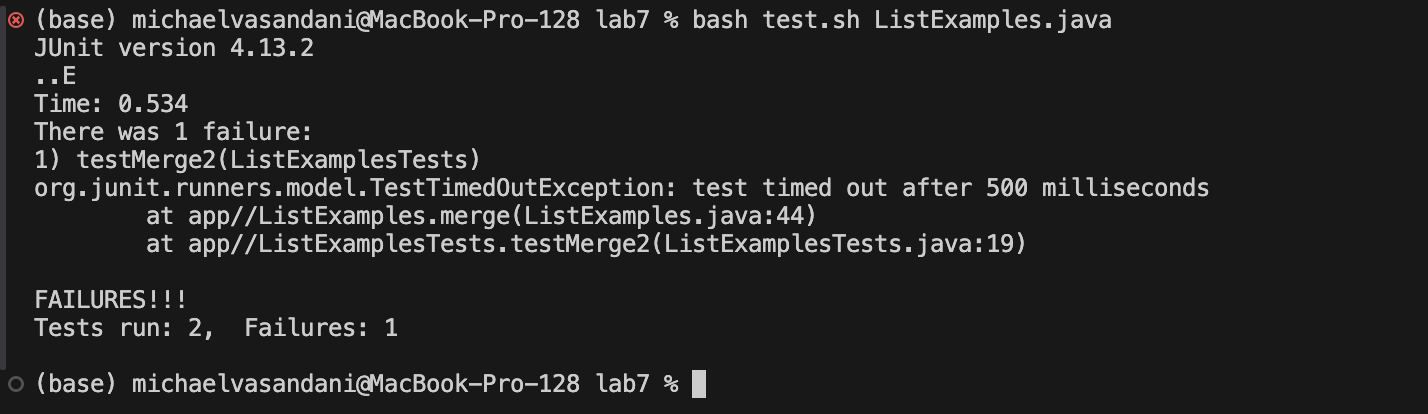 (base) michaelvasandani@MacBook-Pro-128 lab7 % bash test.sh ListExamples.java
JUnit version 4.13.2
..E
Time: 0.534
There was 1 failure:
1) testMerge2(ListExamplesTests)
org.junit.runners.model.TestTimedOutException: test timed out after 500 milliseconds
        at app//ListExamples.merge(ListExamples.java:44)
        at app//ListExamplesTests.testMerge2(ListExamplesTests.java:19)

FAILURES!!!
Tests run: 2,  Failures: 1

(base) michaelvasandani@MacBook-Pro-128 lab7 %